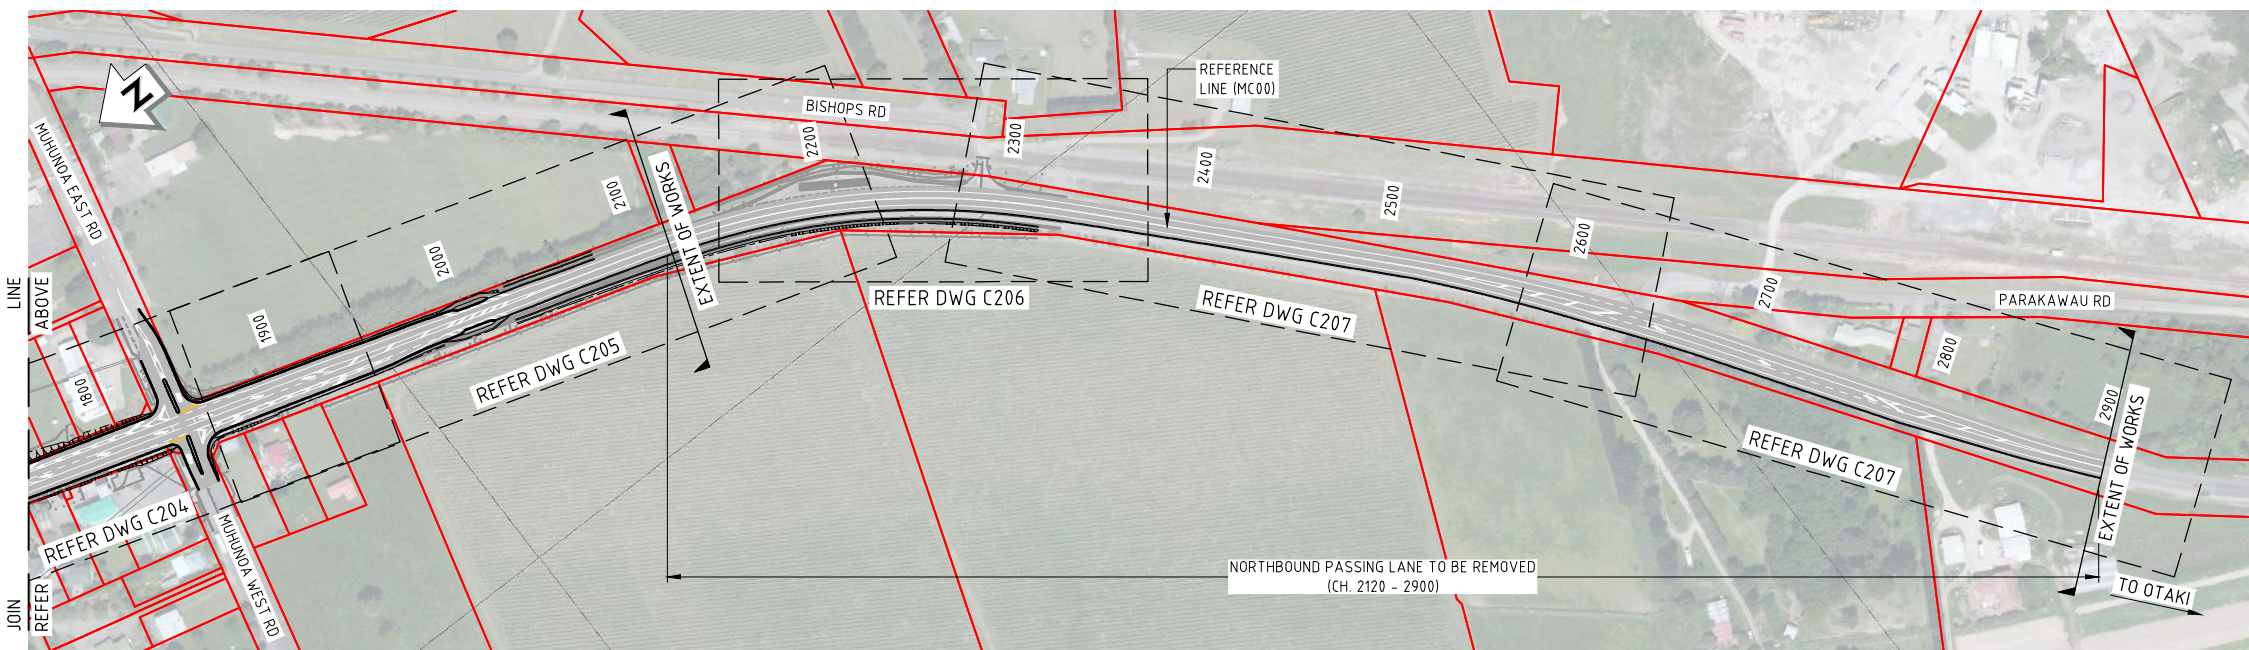 N
MUHUNOA EAST RD
BISHOPS RD
REFERENCE
LINE (MC00)
EXTENT OF WORKS
1800
1900
2000
2100
2200
2300
2400
2500
2600
2700
2800
2900
PARAKAWAU RD
REFER DWG C204
REFER DWG C205
REFER DWG C206
REFER DWG C207
REFER DWG C207
EXTENT OF WORKS
MUHUNOA WEST RD
NORTHBOUND PASSING LANE TO BE REMOVED
(CH. 2120 - 2900)
TO OTAKI
JOIN LINE
REFER ABOVE